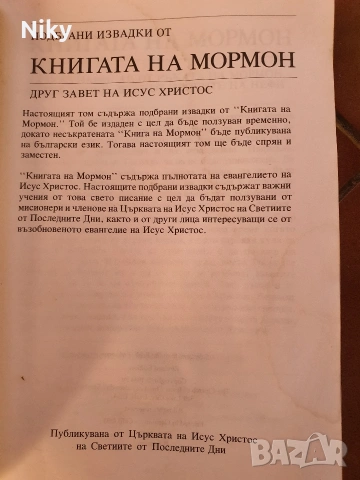 Niky
ПОДБРАНИ ИЗВАДКИ ОТ
КНИГАТА НА МОРМОН
ДРУГ ЗАВЕТ НА ИСУС ХРИСТОС
Настоящият том съдържа подбрани извадки от "Книгата на
Мормон." Той бе издаден с цел да бъде ползуван временно,
докато несъкратената "Книга на Мормон" бъде публикувана
на български език. Тогава настоящият том ще бъде спрян и
заместен.
"Книгата на Мормон" съдържа пълнотата на евангелието на
Исус Христос. Настоящите подбрани извадки съдържат важни
учения от това свето писание с цел да бъдат ползувани от
мисионери и членове на Църквата на Исус Христос на Светиите
от Последните Дни, както и от други лица интересуващи се от
възобновеното евангелие на Исус Христос.
Публикувана от Църквата на Исус Христос
на Светиите от Последните Дни
BAZAR
bg